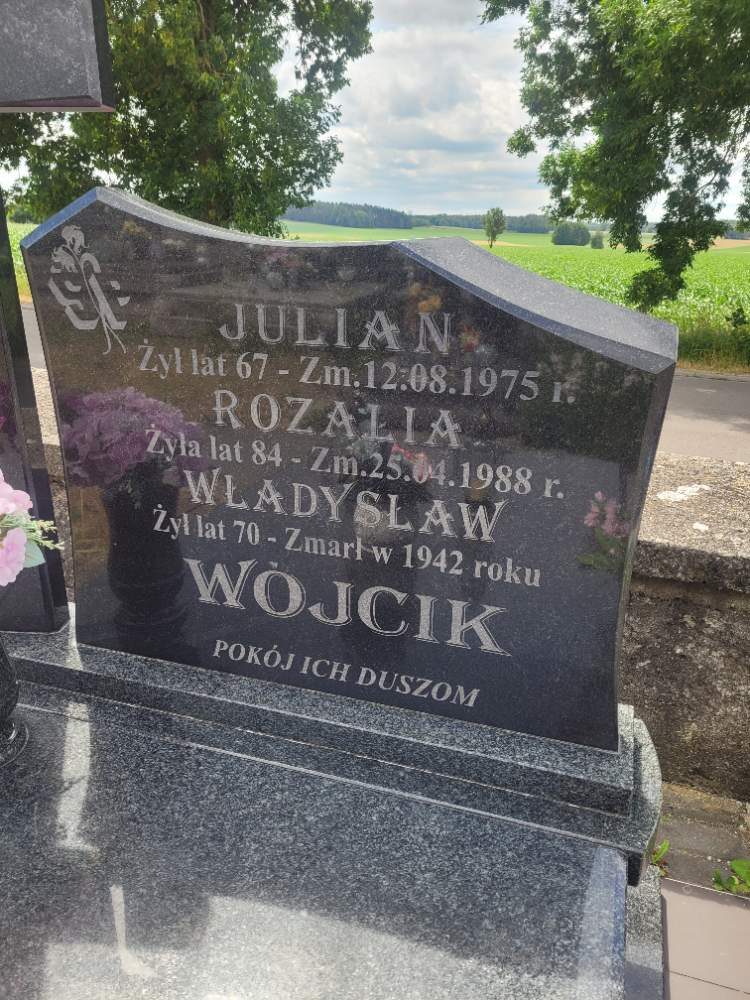 JULIAN
Żył lat 67 - Zm.12.08.1975 r.
ROZALIA
Żyła lat 84 - Zm.25.04.1988 r.
WŁADYSŁAW
Żył lat 70 - Zmarł w 1942 roku
WÓJCIK
POKÓJ ICH DUSZOM